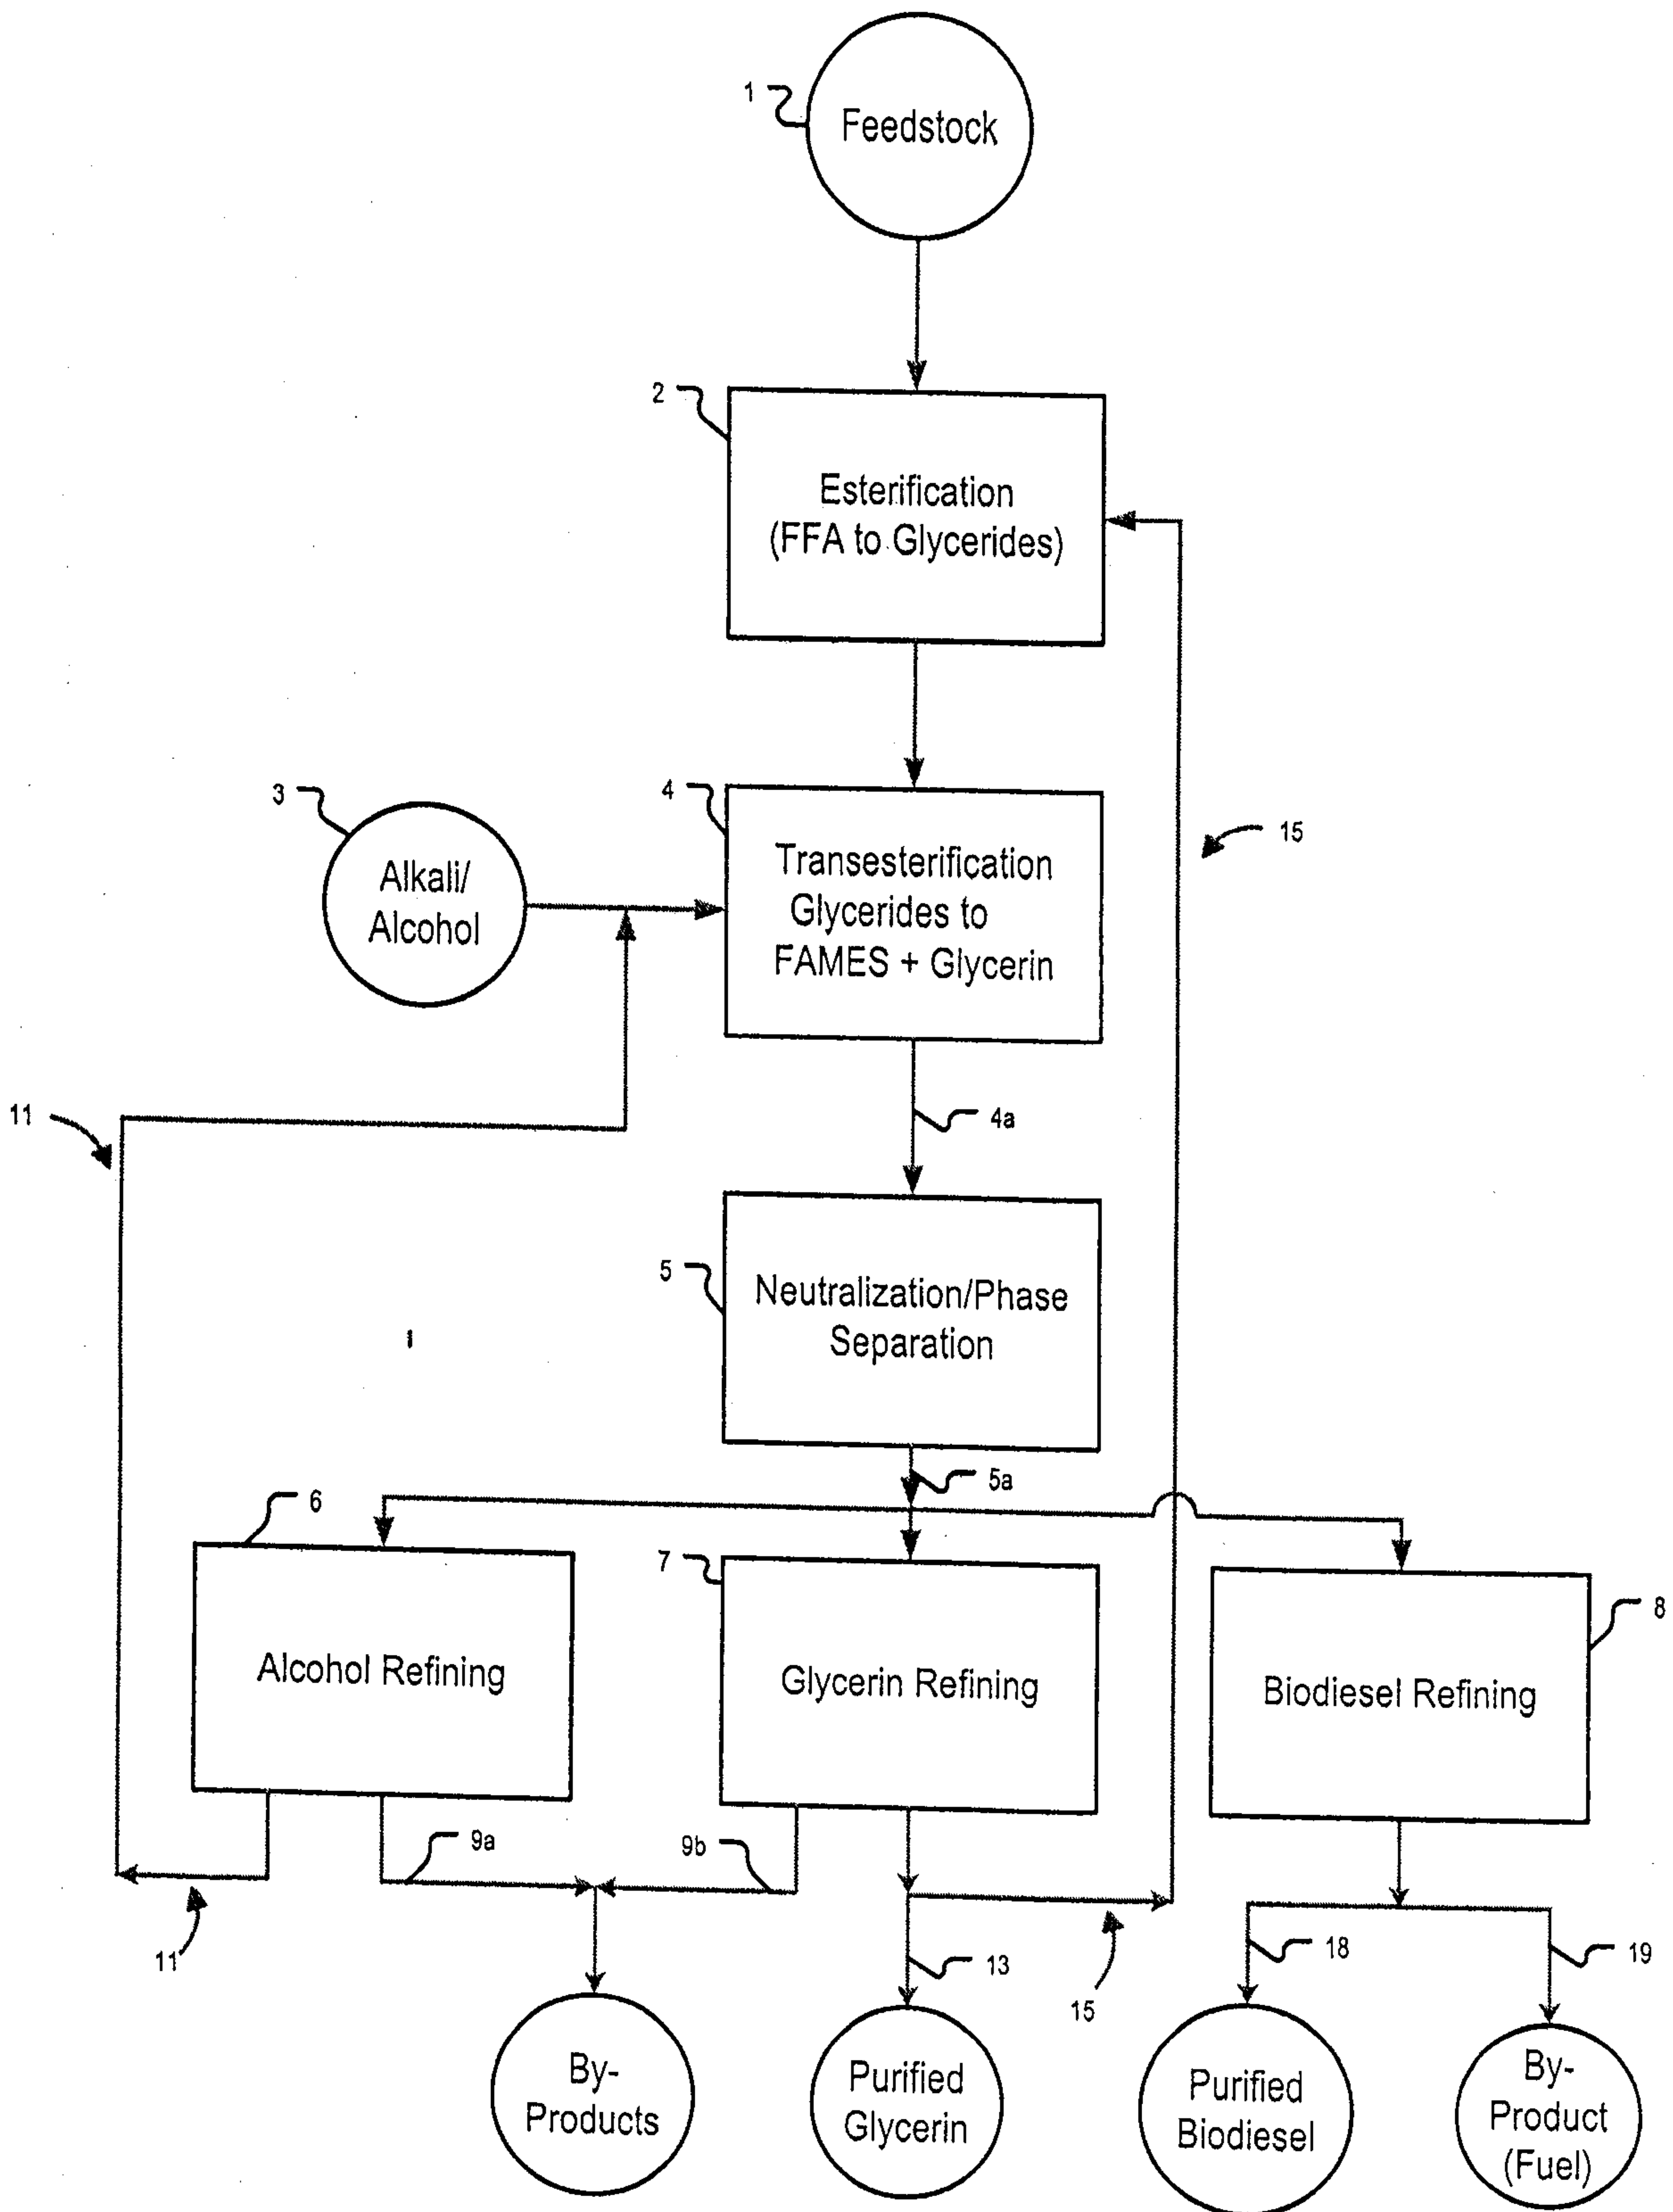 1
Feedstock
2
Esterification
(FFA to Glycerides)
3
Alkali/
Alcohol
4
Transesterification
Glycerides to
FAMES + Glycerin
15
11
4a
5
Neutralization/Phase
Separation
5a
6
Alcohol Refining
7
Glycerin Refining
8
Biodiesel Refining
9a
9b
11
13
15
18
19
By-
Products
Purified
Glycerin
Purified
Biodiesel
By-
Product
(Fuel)